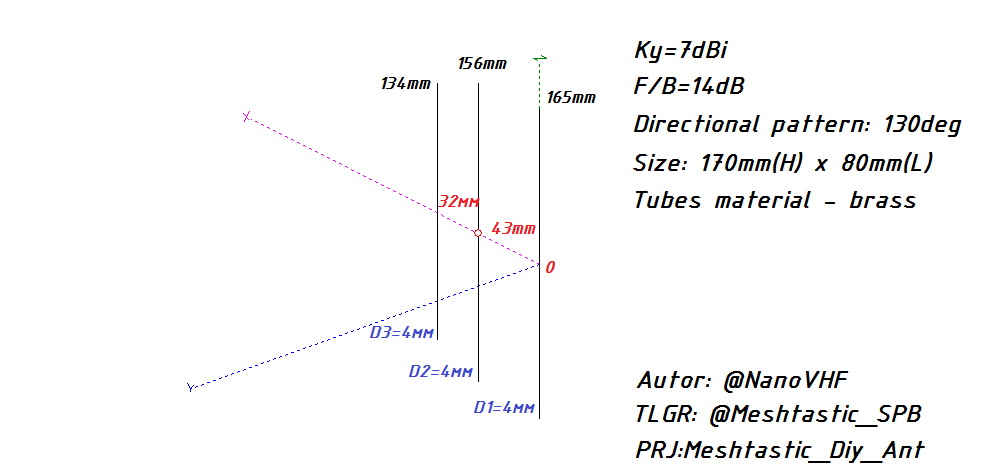 Ky=7dBi
F/B=14dB
Directional pattern: 130deg
Size: 170mm(H) x 80mm(L)
Tubes material - brass
156mm
134mm
165mm
X
32мм
43mm
0
D3=4мм
Y
D2=4мм
D1=4мм
Autor: @NanoVHF
TLGR: @Meshtastic_SPB
PRJ:Meshtastic_Diy_Ant